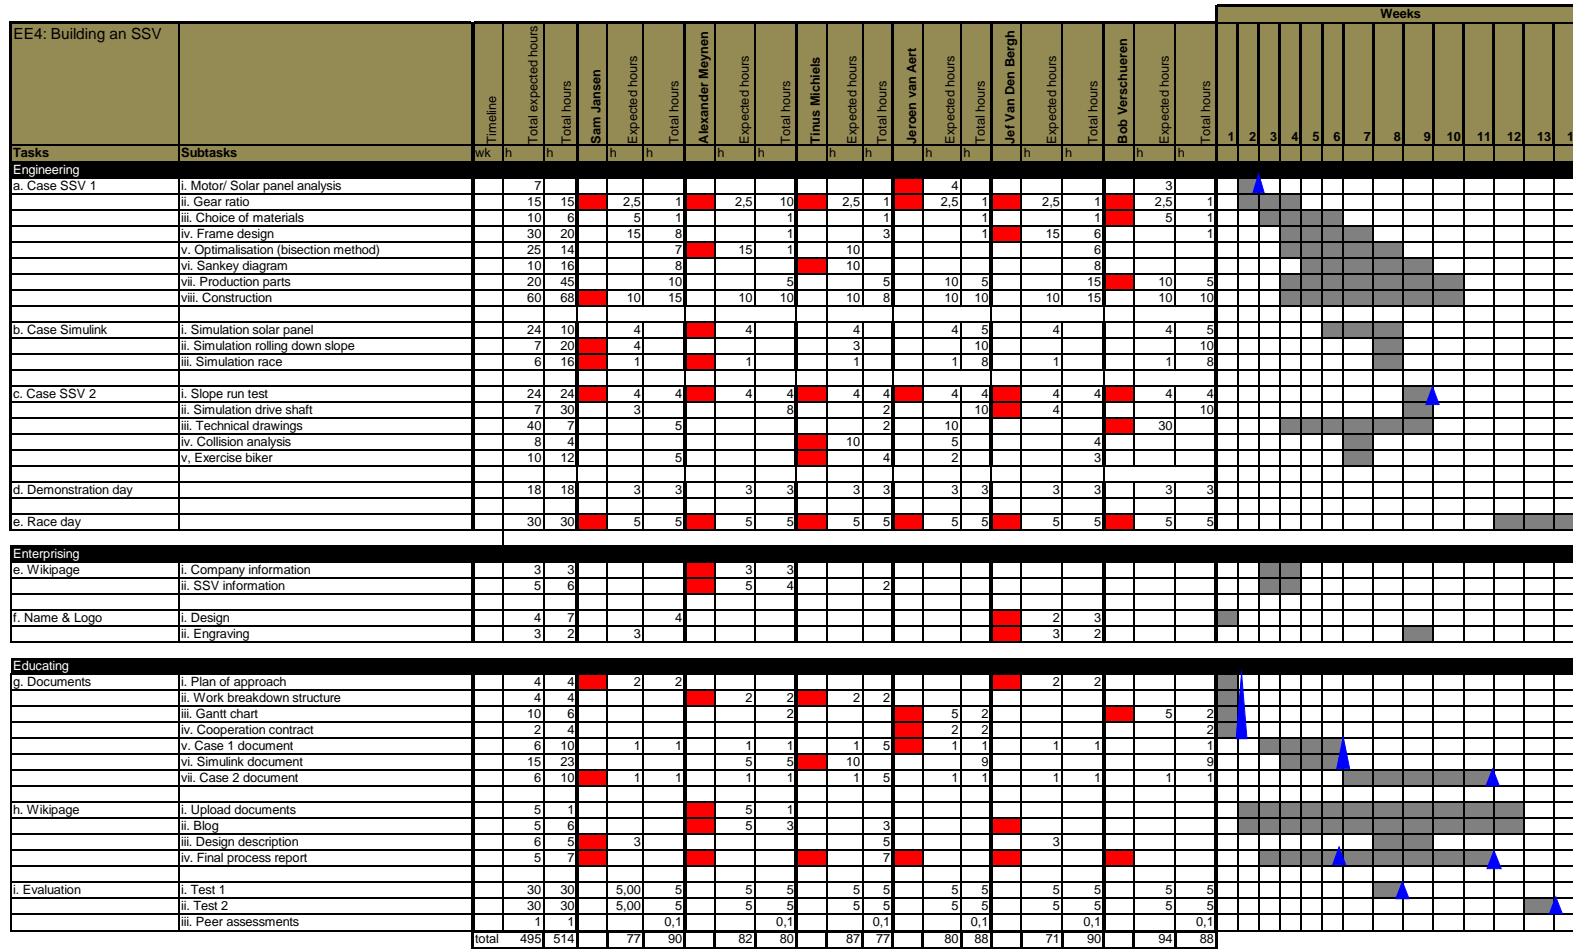 Weeks
EE4: Building an SSV
Timeline Total expected hours Total hours Sam Jansen Expected hours Total hours Alexander Meynen Expected hours Total hours Tinus Michiels Expected hours Total hours Jeroen van Aert Expected hours Total hours Jef Van Den Bergh Expected hours Total hours Bob Verschueren Expected hours Total hours 1 2 3 4 5 6 7 8 9 10 11 12 13 1
Tasks Subtasks wk h h h h h h h h h h h h h h
Engineering
a. Case SSV 1 i. Motor/ Solar panel analysis 7 4 3
ii. Gear ratio 15 15 2,5 1 2,5 10 2,5 1 2,5 1 2,5 1 2,5 1
iii. Choice of materials 10 6 5 1 1 1 1 1 5 1
iv. Frame design 30 20 15 8 1 3 1 15 6 1
v. Optimalisation (bisection method) 25 14 7 15 1 10 6
vi. Sankey diagram 10 16 8 10 8
vii. Production parts 20 45 10 5 5 10 5 15 10 5
viii. Construction 60 68 10 15 10 10 10 8 10 10 10 15 10 10
b. Case Simulink i. Simulation solar panel 24 10 4 4 4 4 5 4 4 5
ii. Simulation rolling down slope 7 20 4 3 10 10
iii. Simulation race 6 16 1 1 1 1 8 1 1 8
c. Case SSV 2 i. Slope run test 24 24 4 4 4 4 4 4 4 4 4 4 4 4
ii. Simulation drive shaft 7 30 3 8 2 10 4 10
iii. Technical drawings 40 7 5 2 10 30
iv. Collision analysis 8 4 10 5 4
v, Exercise biker 10 12 5 4 2 3
d. Demonstration day 18 18 3 3 3 3 3 3 3 3 3 3 3 3
e. Race day 30 30 5 5 5 5 5 5 5 5 5 5 5 5
Enterprising
e. Wikipage i. Company information 3 3 3 3
ii. SSV information 5 6 5 4 2
f. Name & Logo i. Design 4 7 4 2 3
ii. Engraving 3 2 3 3 2
Educating
g. Documents i. Plan of approach 4 4 2 2 2 2
ii. Work breakdown structure 4 4 2 2 2 2
iii. Gantt chart 10 6 2 5 2 5 2
iv. Cooperation contract 2 4 2 2 2
v. Case 1 document 6 10 1 1 1 1 1 5 1 1 1 1 1
vi. Simulink document 15 23 5 5 10 9 9
vii. Case 2 document 6 10 1 1 1 1 1 5 1 1 1 1 1 1
h. Wikipage i. Upload documents 5 1 5 1
ii. Blog 5 6 5 3 3
iii. Design description 6 5 3 5 3
iv. Final process report 5 7 7
i. Evaluation i. Test 1 30 30 5,00 5 5 5 5 5 5 5 5 5 5 5
ii. Test 2 30 30 5,00 5 5 5 5 5 5 5 5 5 5 5
iii. Peer assessments 1 1 0,1 0,1 0,1 0,1 0,1 0,1
total 495 514 77 90 82 80 87 77 80 88 71 90 94 88